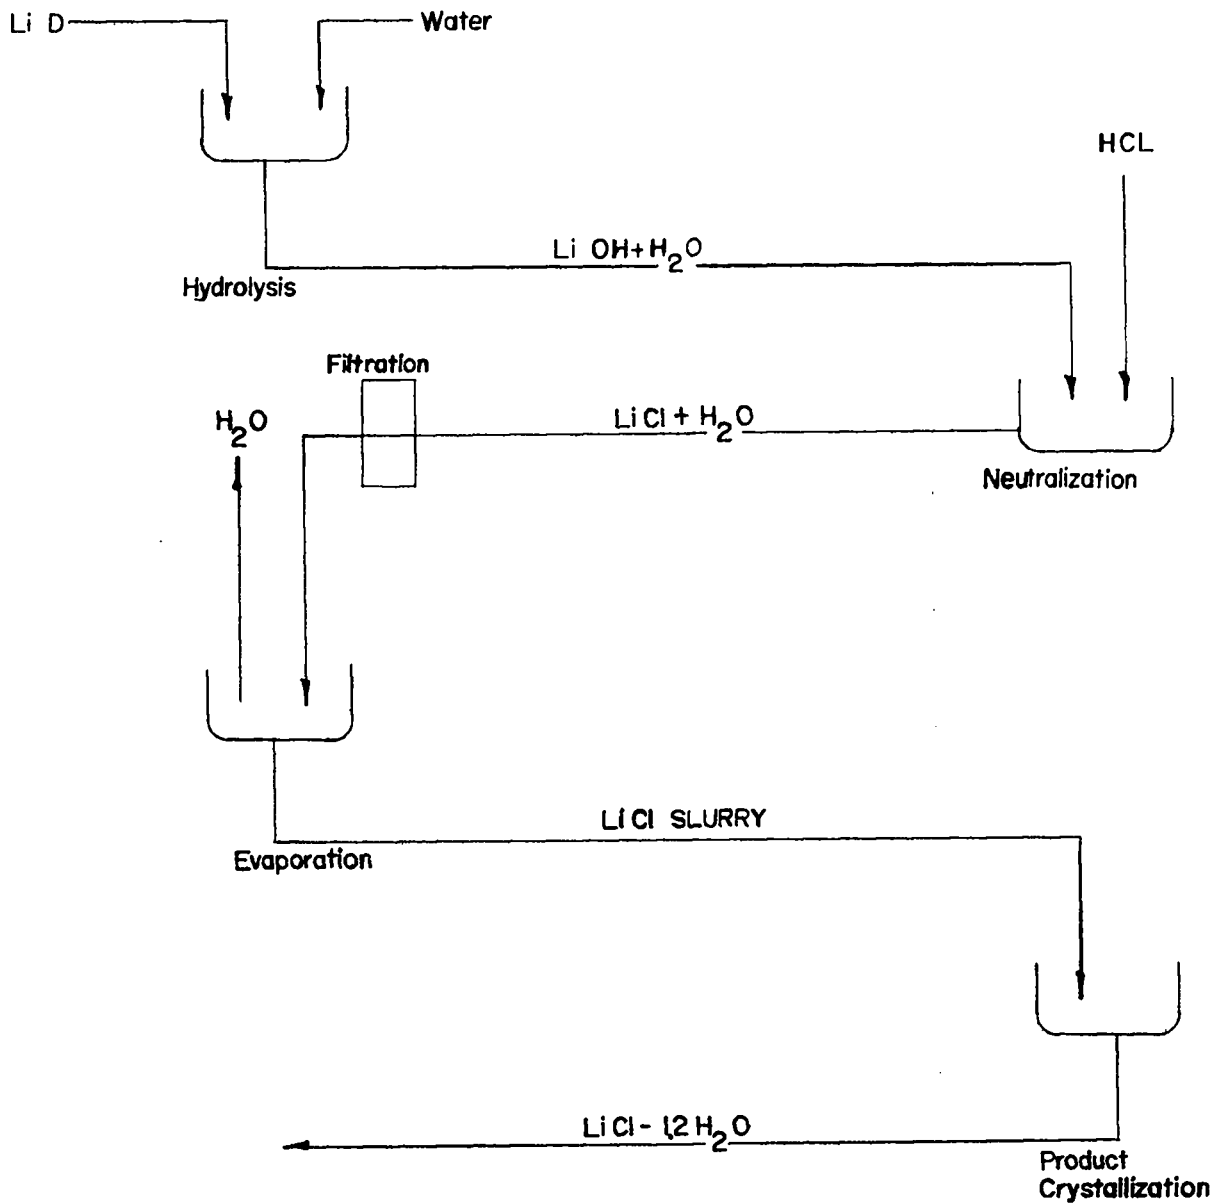 Li D
Water
HCL
Li OH+H₂O
Hydrolysis
Filtration
H₂O
LiCl + H₂O
Neutralization
LiCl SLURRY
Evaporation
LiCl - 1,2 H₂O
Product
Crystallization